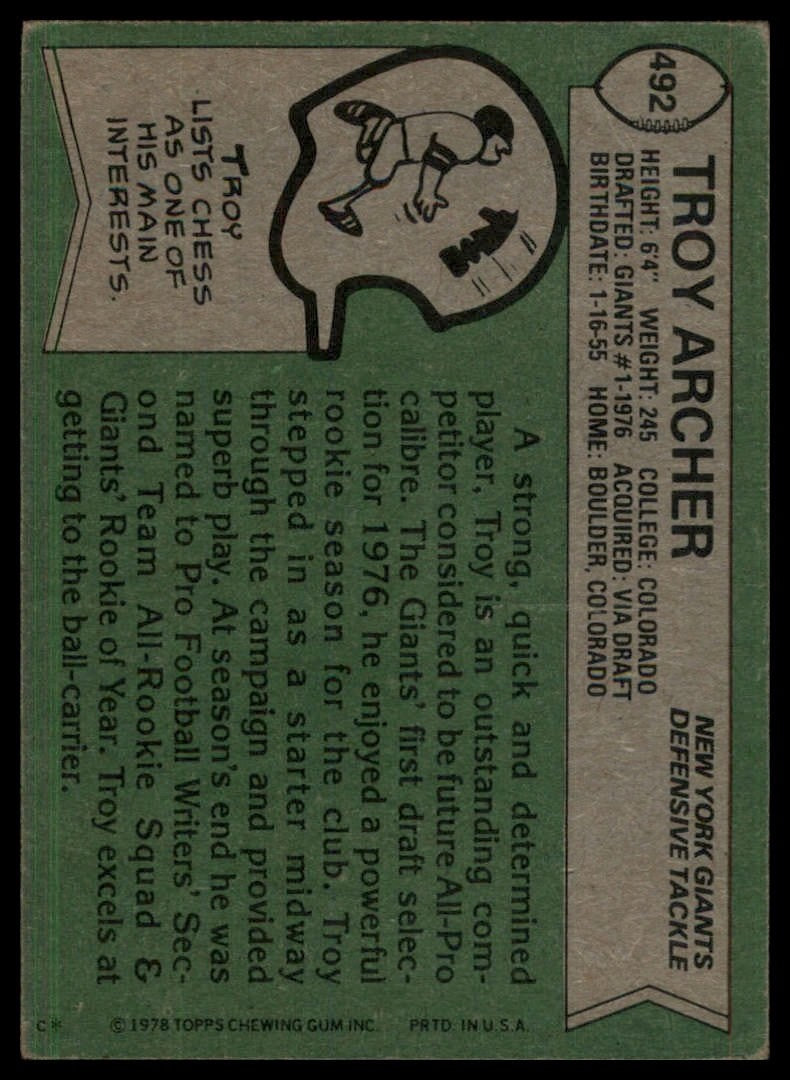 492
TROY ARCHER
NEW YORK GIANTS
DEFENSIVE TACKLE
HEIGHT: 6'4" WEIGHT: 245 COLLEGE: COLORADO
DRAFTED: GIANTS #1-1976 ACQUIRED: VIA DRAFT
BIRTHDATE: 1-16-55 HOME: BOULDER, COLORADO
TROY
LISTS CHESS
AS ONE OF
HIS MAIN
INTERESTS.
A strong, quick and determined
player, Troy is an outstanding com-
petitor considered to be future All-Pro
calibre. The Giants' first draft selec-
tion for 1976, he enjoyed a powerful
rookie season for the club. Troy
stepped in as a starter midway
through the campaign and provided
superb play. At season's end he was
named to Pro Football Writers' Sec-
ond Team All-Rookie Squad &
Giants' Rookie of Year. Troy excels at
getting to the ball-carrier.
C* © 1978 TOPPS CHEWING GUM INC. PRTD. IN U.S.A.